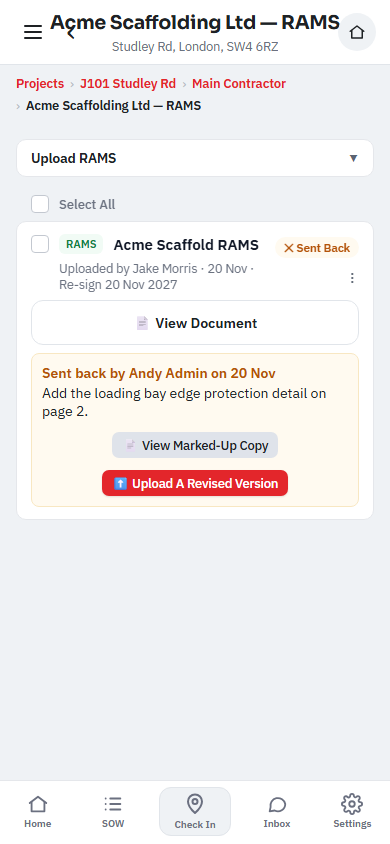 Acme Scaffolding Ltd — RAMS
Studley Rd, London, SW4 6RZ
Projects › J101 Studley Rd › Main Contractor
› Acme Scaffolding Ltd — RAMS
Upload RAMS ▼
Select All
RAMS Acme Scaffold RAMS ✕ Sent Back
Uploaded by Jake Morris · 20 Nov ·
Re-sign 20 Nov 2027
View Document
Sent back by Andy Admin on 20 Nov
Add the loading bay edge protection detail on
page 2.
View Marked-Up Copy
Upload A Revised Version
Home SOW Check In Inbox Settings